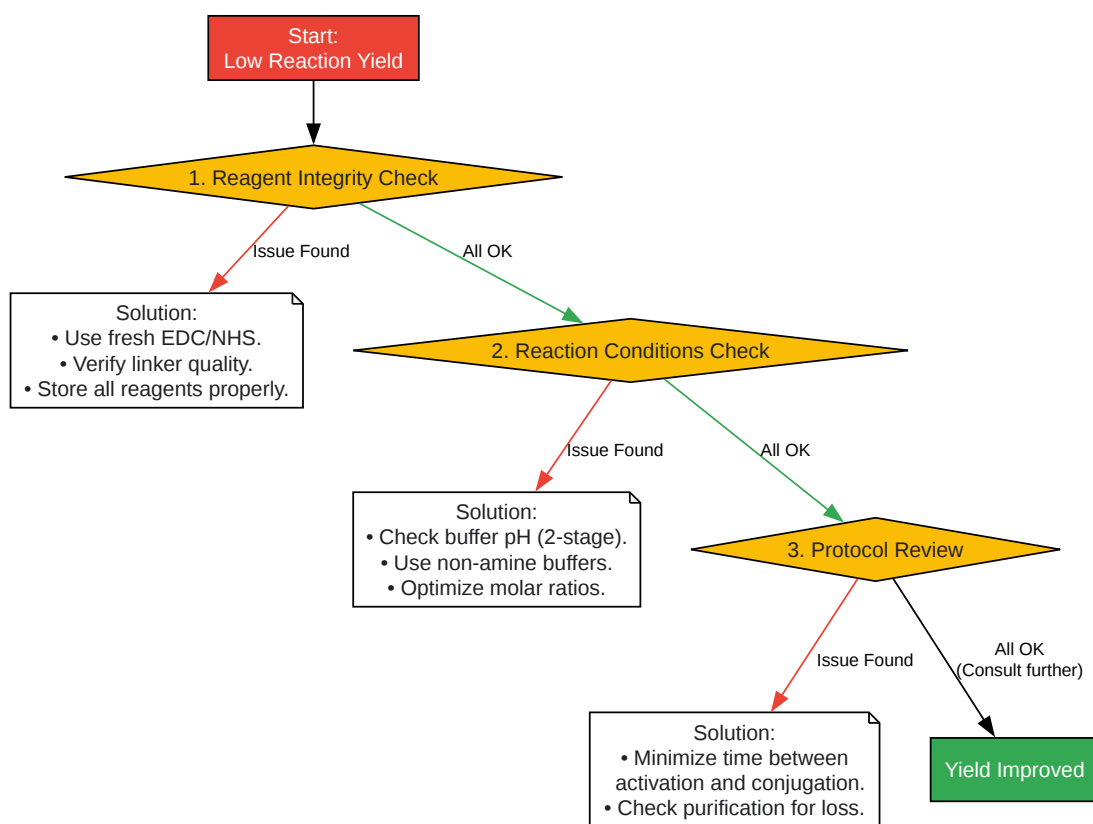 Start:
Low Reaction Yield
1. Reagent Integrity Check
Issue Found
All OK
Solution:
• Use fresh EDC/NHS.
• Verify linker quality.
• Store all reagents properly.
2. Reaction Conditions Check
Issue Found
All OK
Solution:
• Check buffer pH (2-stage).
• Use non-amine buffers.
• Optimize molar ratios.
3. Protocol Review
Issue Found
All OK
(Consult further)
Solution:
• Minimize time between
activation and conjugation.
• Check purification for loss.
Yield Improved